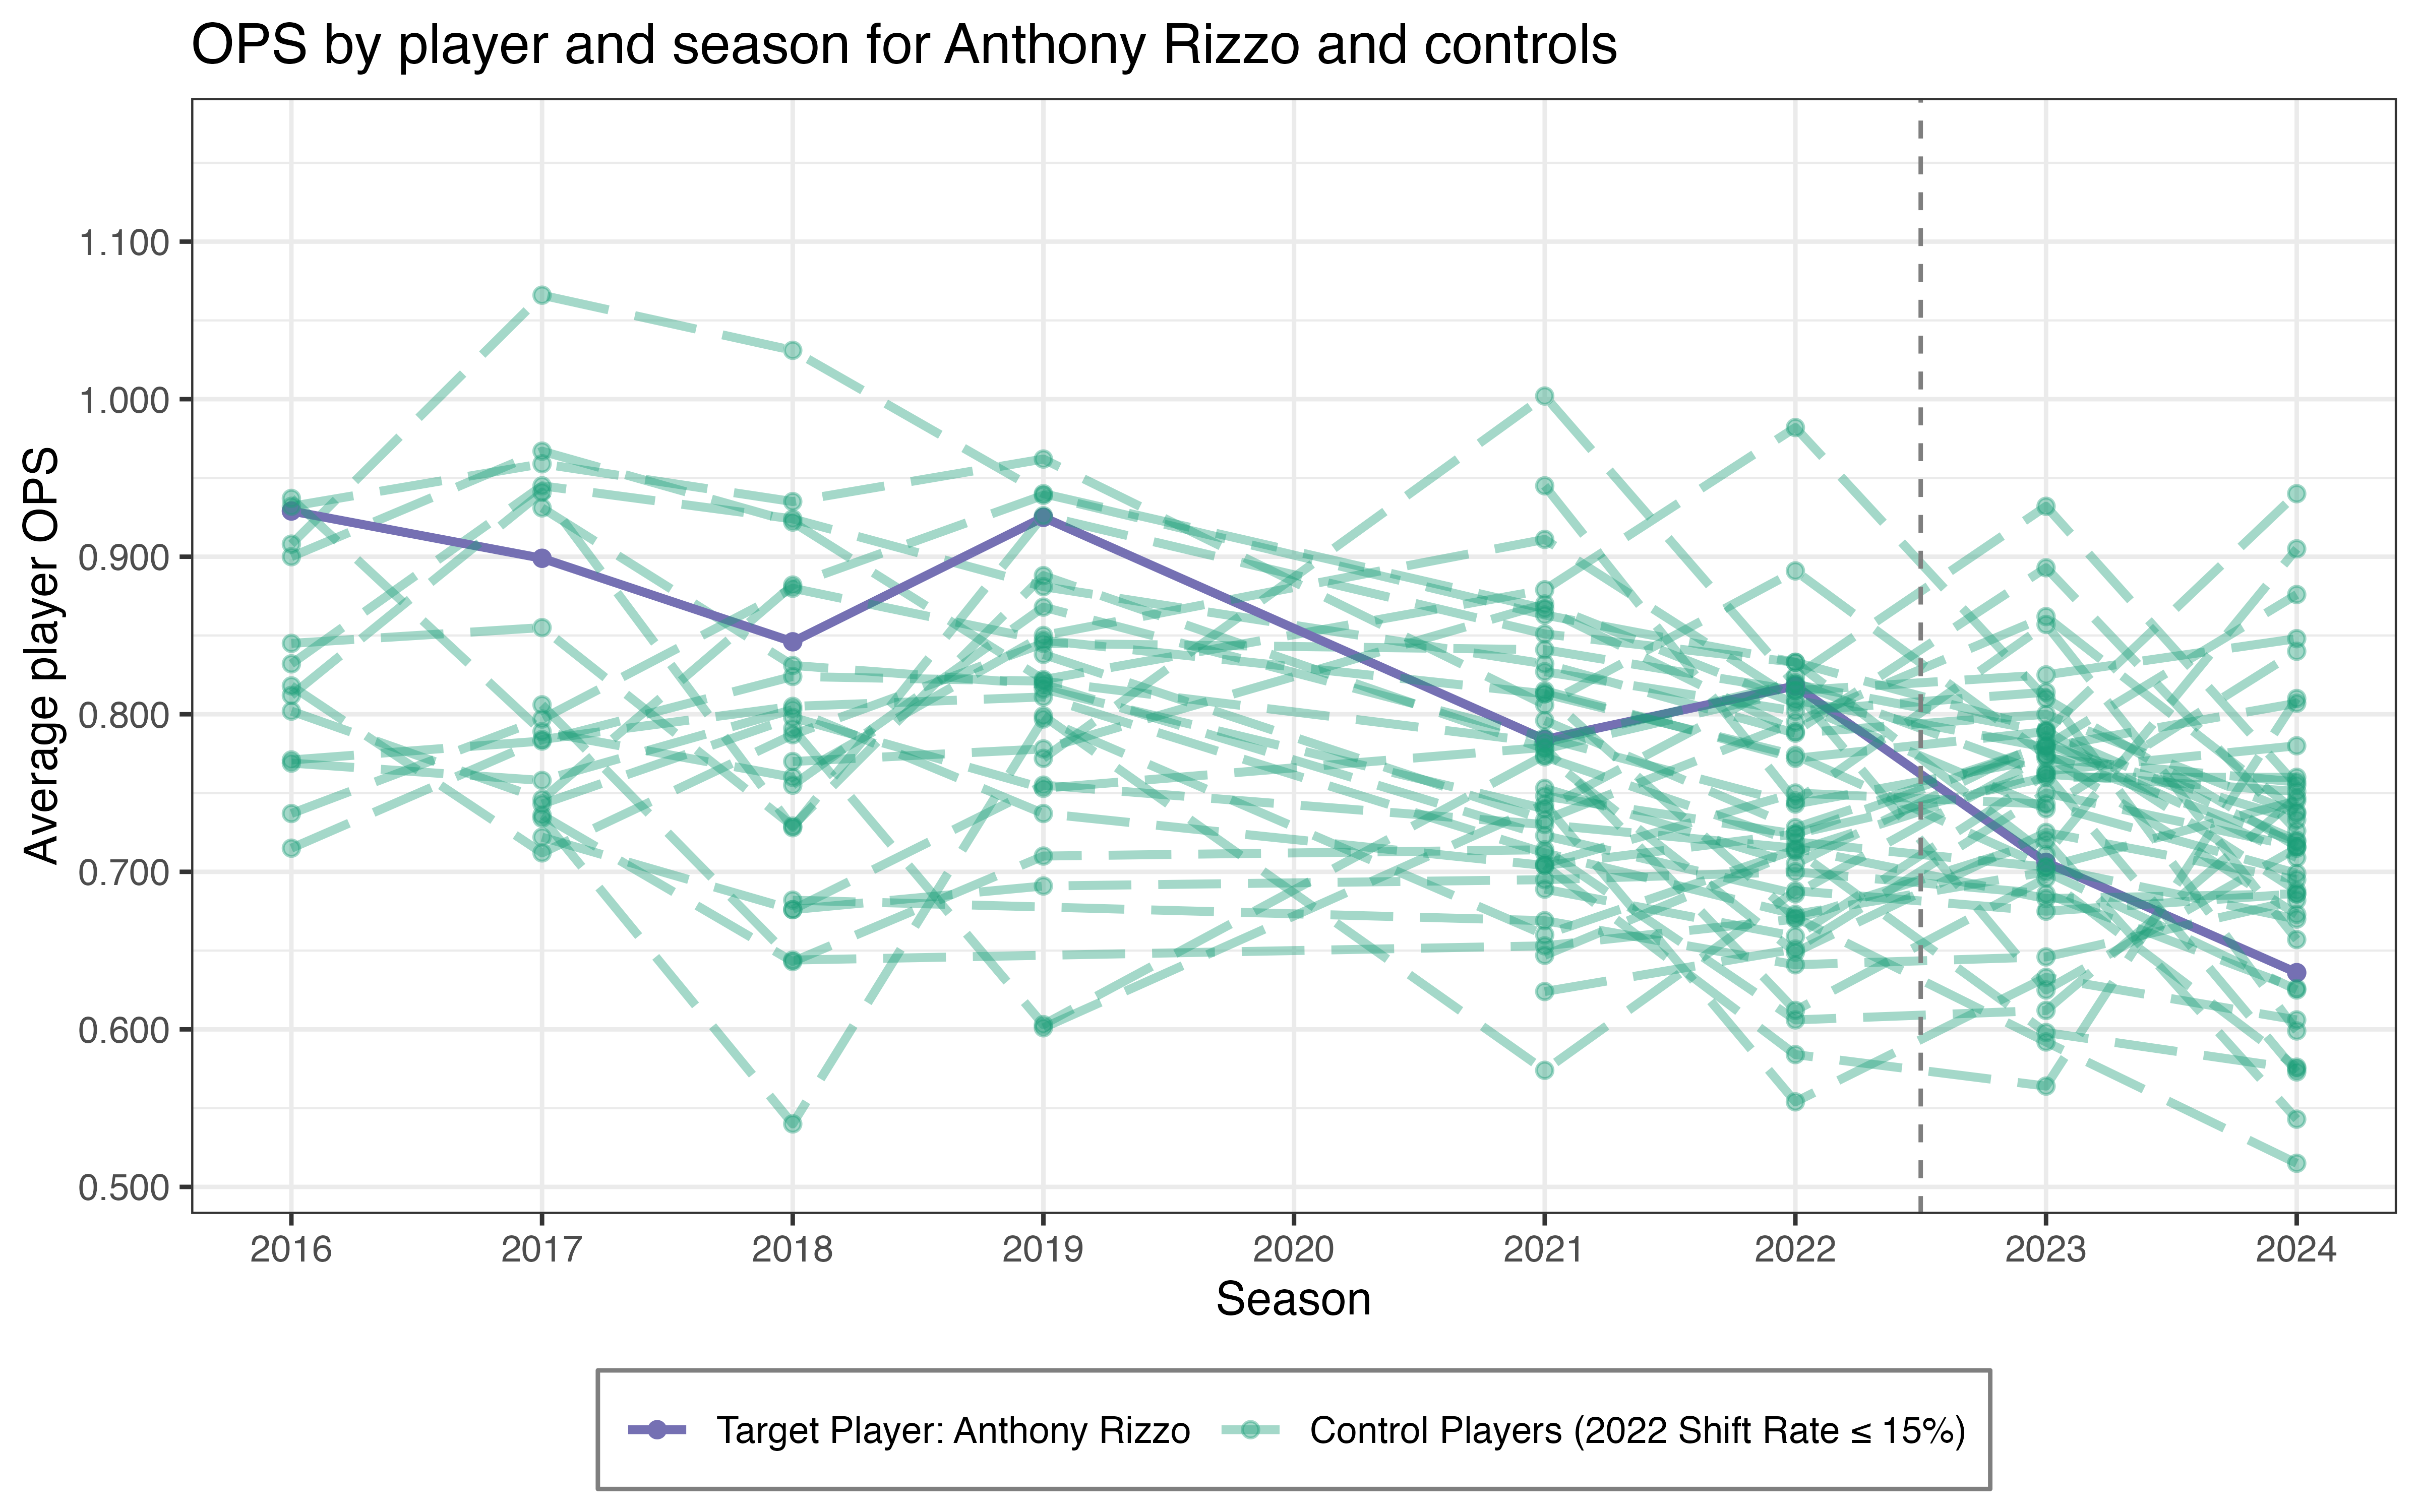 OPS by player and season for Anthony Rizzo and controls
Average player OPS
1.100
1.000
0.900
0.800
0.700
0.600
0.500
2016 2017 2018 2019 2020 2021 2022 2023 2024
Season
Target Player: Anthony Rizzo Control Players (2022 Shift Rate ≤ 15%)